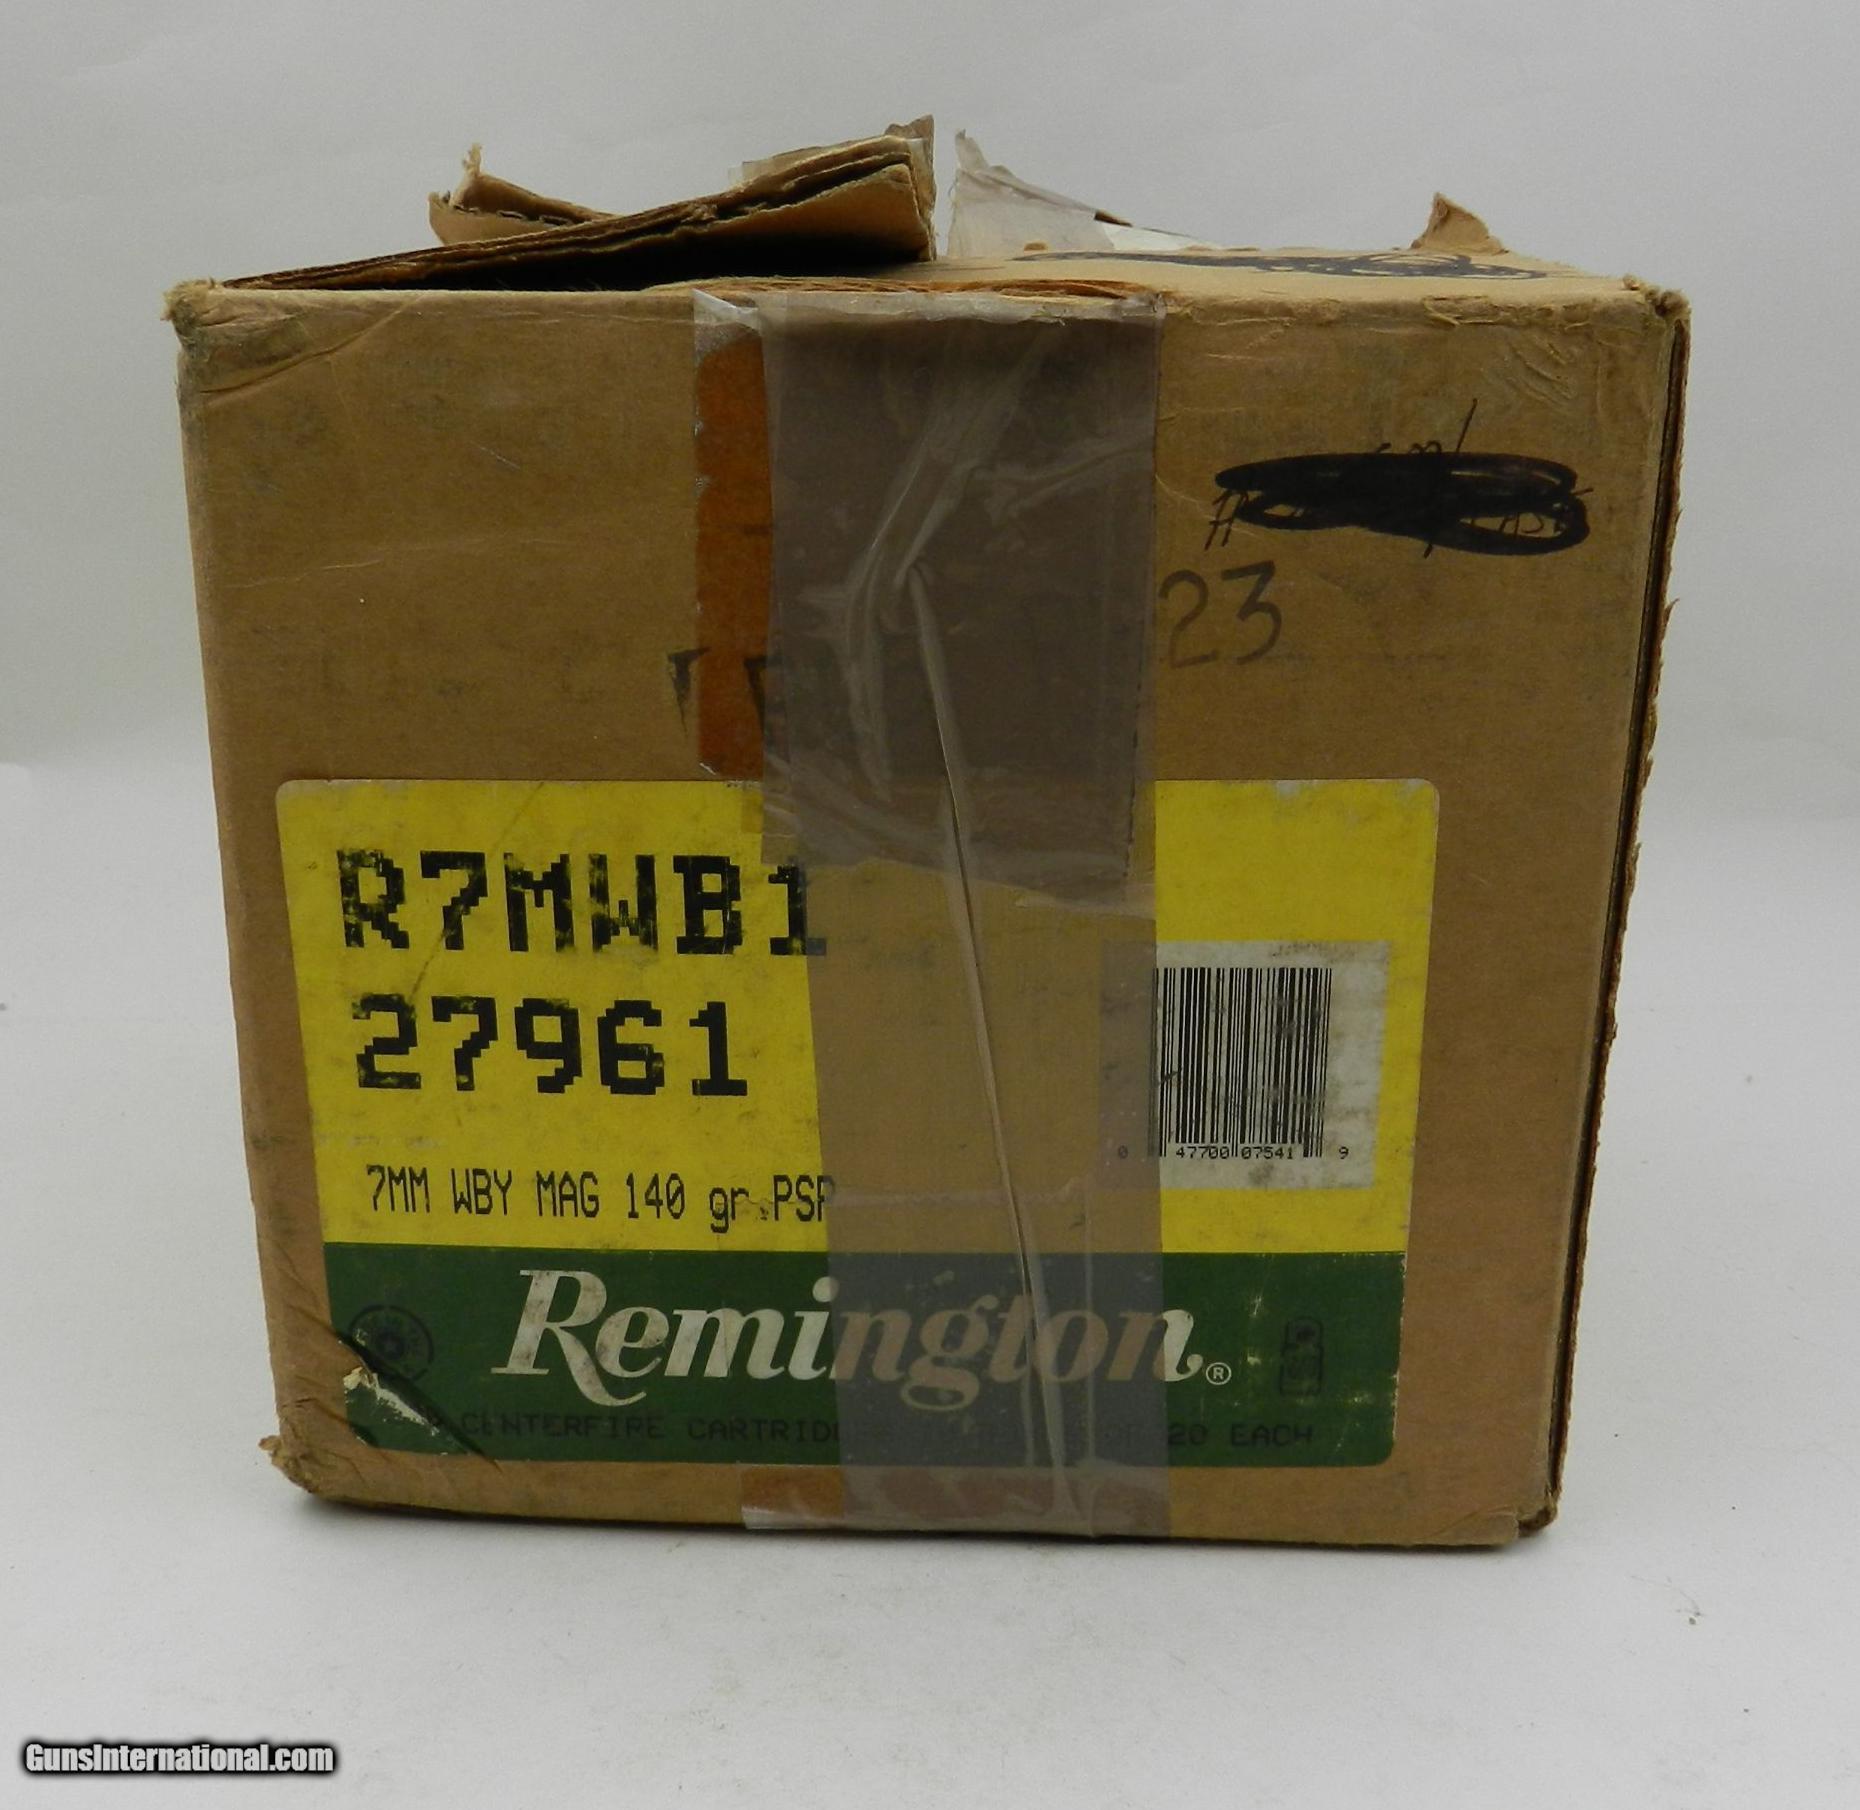 23
R7MWB1
27961
0 47700 07541 9
7MM WBY MAG 140 gr PSP
Remington®
CENTERFIRE CARTRIDGES 20 EACH
GunsInternational.com